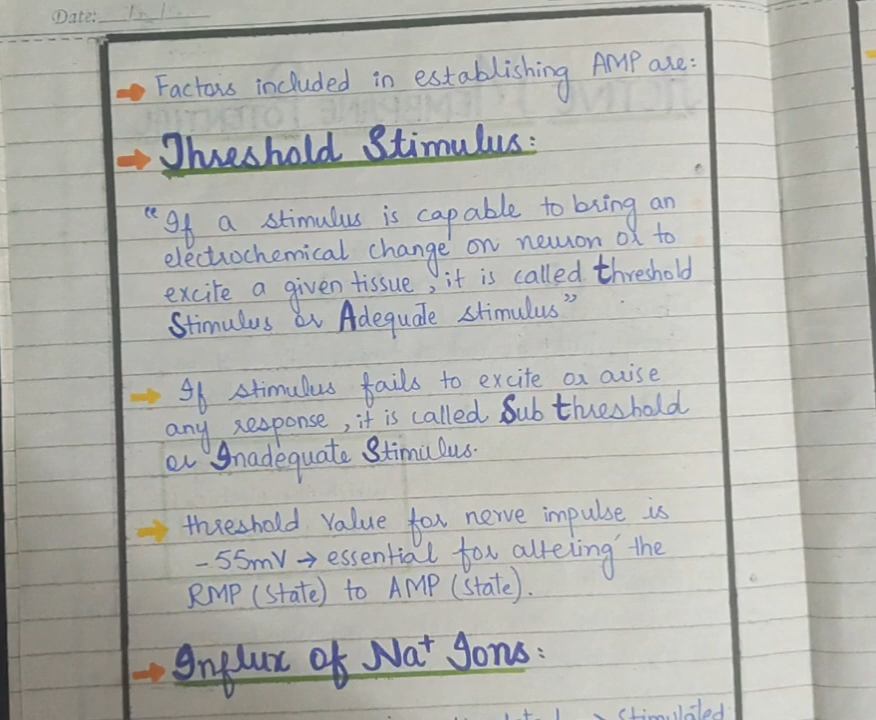 Date:
→ Factors included in establishing AMP are:
→ Threshold Stimulus:
"If a stimulus is capable to bring an
electrochemical change on neuron or to
excite a given tissue, it is called threshold
Stimulus or Adequate stimulus"
→ If stimulus fails to excite or arise
any response, it is called Sub threshold
or Inadequate Stimulus.
→ threshold value for nerve impulse is
-55mV → essential for altering the
RMP (state) to AMP (state).
→ Influx of Na⁺ Ions:
→ Stimulated